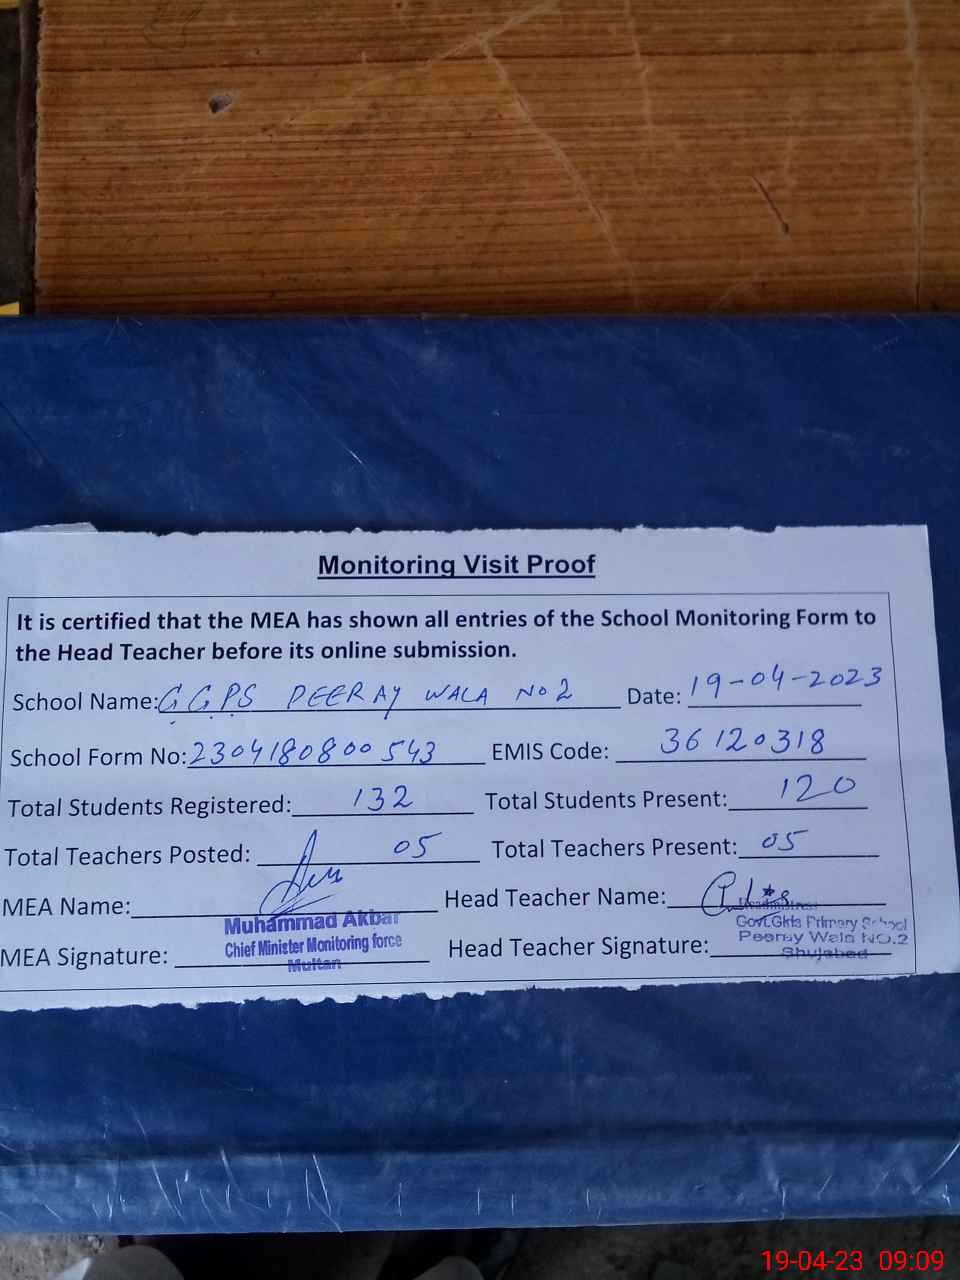 Monitoring Visit Proof
It is certified that the MEA has shown all entries of the School Monitoring Form to
the Head Teacher before its online submission.
School Name: GGPS PEERAY WALA No 2 Date: 19-04-2023
School Form No: 2304180800543 EMIS Code: 36120318
Total Students Registered: 132 Total Students Present: 120
Total Teachers Posted: 05 Total Teachers Present: 05
MEA Name: Head Teacher Name:
Muhammad Akbar
Chief Minister Monitoring force
Multan
Govt. Girls Primary School
Peeray Wala NO.2
Shujabad
MEA Signature: Head Teacher Signature:
19-04-23 09:09